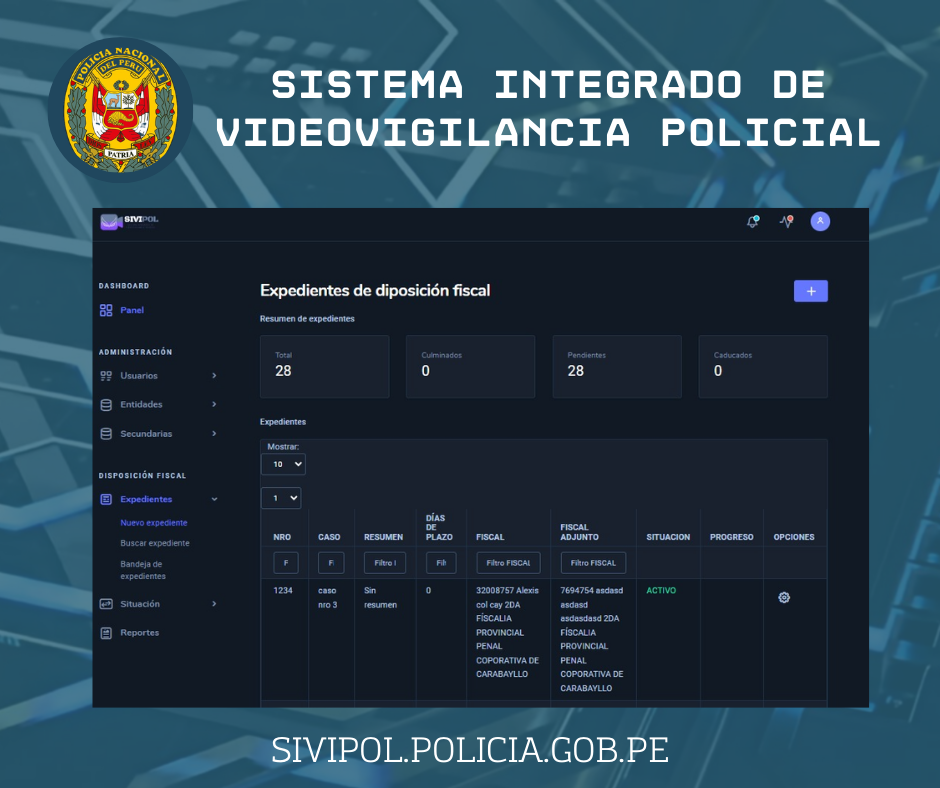 POLICIA NACIONAL
DEL PERU
PATRIA
SISTEMA INTEGRADO DE
VIDEOVIGILANCIA POLICIAL
SIVIPOL
DASHBOARD
Panel
ADMINISTRACIÓN
Usuarios
Entidades
Secundarias
DISPOSICIÓN FISCAL
Expedientes
Nuevo expediente
Buscar expediente
Bandeja de
expedientes
Situación
Reportes
Expedientes de diposición fiscal
+
Resumen de expedientes
Total
28
Culminados
0
Pendientes
28
Caducados
0
Expedientes
Mostrar:
10
1
NRO CASO RESUMEN DÍAS DE PLAZO FISCAL FISCAL ADJUNTO SITUACION PROGRESO OPCIONES
F F Filtro Fil Filtro FISCAL Filtro FISCAL
1234
caso
nro 3
Sin
resumen
0
32008757 Alexis
col cay 2DA
FÍSCALIA
PROVINCIAL
PENAL
COPORATIVA DE
CARABAYLLO
7694754 asdasd
asdasd
asdasdasd 2DA
FÍSCALIA
PROVINCIAL
PENAL
COPORATIVA DE
CARABAYLLO
ACTIVO
SIVIPOL.POLICIA.GOB.PE